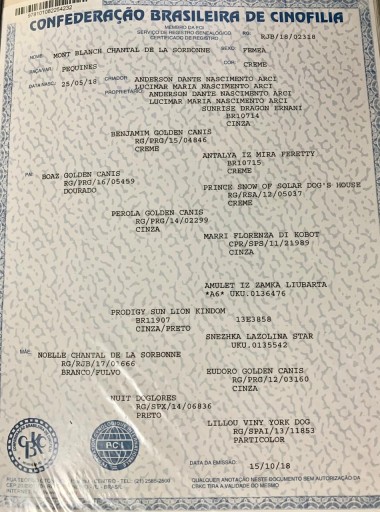 CONFEDERAÇÃO BRASILEIRA DE CINOFILIA
MEMBRO DA FCI
SERVIÇO DE REGISTRO GENEALÓGICO
CERTIFICADO DE REGISTRO
RG: RJB/18/02318
NOME: MONT BLANCH CHANTAL DE LA SORBONNE SEXO: FEMEA
RAÇA/VAR.: PEQUINES COR: CREME
DATA NASC.: 25/05/18 CRIADOR: ANDERSON DANTE NASCIMENTO ARCI
LUCIMAR MARIA NASCIMENTO ARCI
PROPRIETÁRIO: ANDERSON DANTE NASCIMENTO ARCI
LUCIMAR MARIA NASCIMENTO ARCI
SUNRISE DRAGON ERNANI
BR10714
CINZA
BENJAMIM GOLDEN CANIS
RG/PRG/15/04846
CREME
ANTALYA IZ MIRA FERETTY
BR10715
CREME
PAI: BOAZ GOLDEN CANIS
RG/PRG/16/05459
DOURADO
PRINCE SNOW OF SOLAR DOG'S HOUSE
RG/RSA/12/05037
CREME
PEROLA GOLDEN CANIS
RG/PRG/14/02299
CINZA
MARRI FLORENZA DI KOBOT
CPR/SPS/11/21989
CINZA
AMULET IZ ZAMKA LIUBARTA
*A6* UKU.0136476
PRODIGY SUN LION KINDOM
BR11907 13E3858
CINZA/PRETO
SNEZHKA LAZOLINA STAR
UKU.0135542
MÃE: NOELLE CHANTAL DE LA SORBONNE
RG/RJB/17/01666
BRANCO/FULVO
EUDORO GOLDEN CANIS
RG/PRG/12/03160
CINZA
NUIT DOGLORES
RG/SPX/14/06836
PRETO
LILLOU VINY YORK DOG
RG/SPAI/13/11853
PARTICOLOR
CBKC
FCI
DATA DA EMISSÃO 15/10/18
QUALQUER ANOTAÇÃO NESTE DOCUMENTO SEM AUTORIZAÇÃO DA
CBKC TIRA A VALIDADE DO MESMO